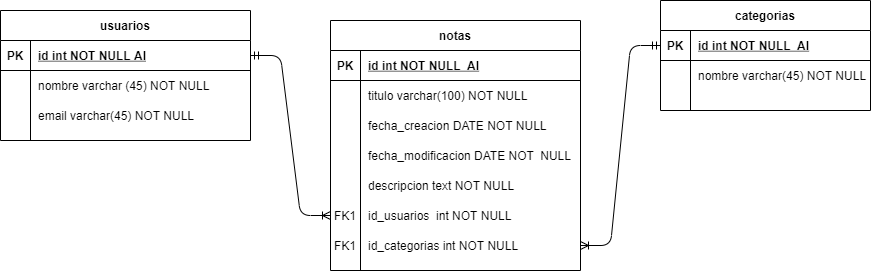 usuarios
PK id int NOT NULL AI
nombre varchar (45) NOT NULL
email varchar(45) NOT NULL
notas
PK id int NOT NULL AI
titulo varchar(100) NOT NULL
fecha_creacion DATE NOT NULL
fecha_modificacion DATE NOT NULL
descripcion text NOT NULL
FK1 id_usuarios int NOT NULL
FK1 id_categorias int NOT NULL
categorias
PK id int NOT NULL AI
nombre varchar(45) NOT NULL